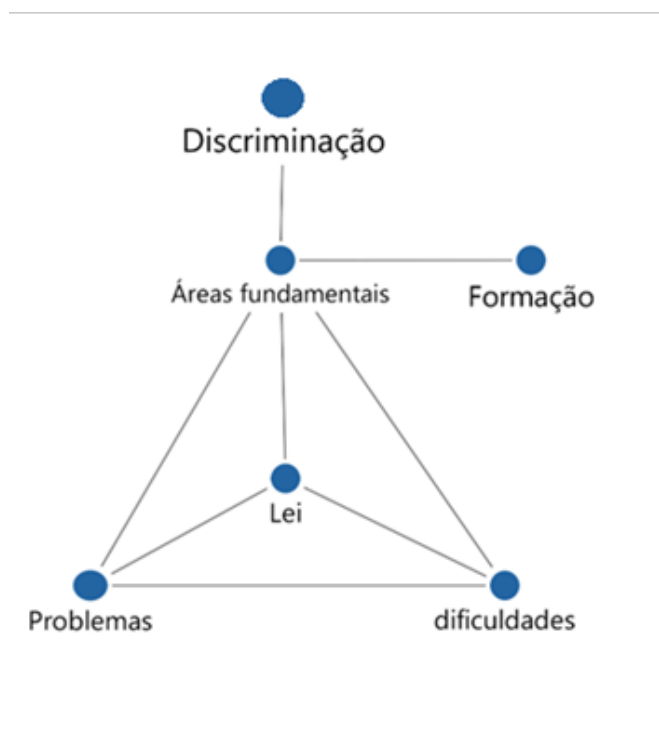 Discriminação
Áreas fundamentais
Formação
Lei
Problemas
dificuldades